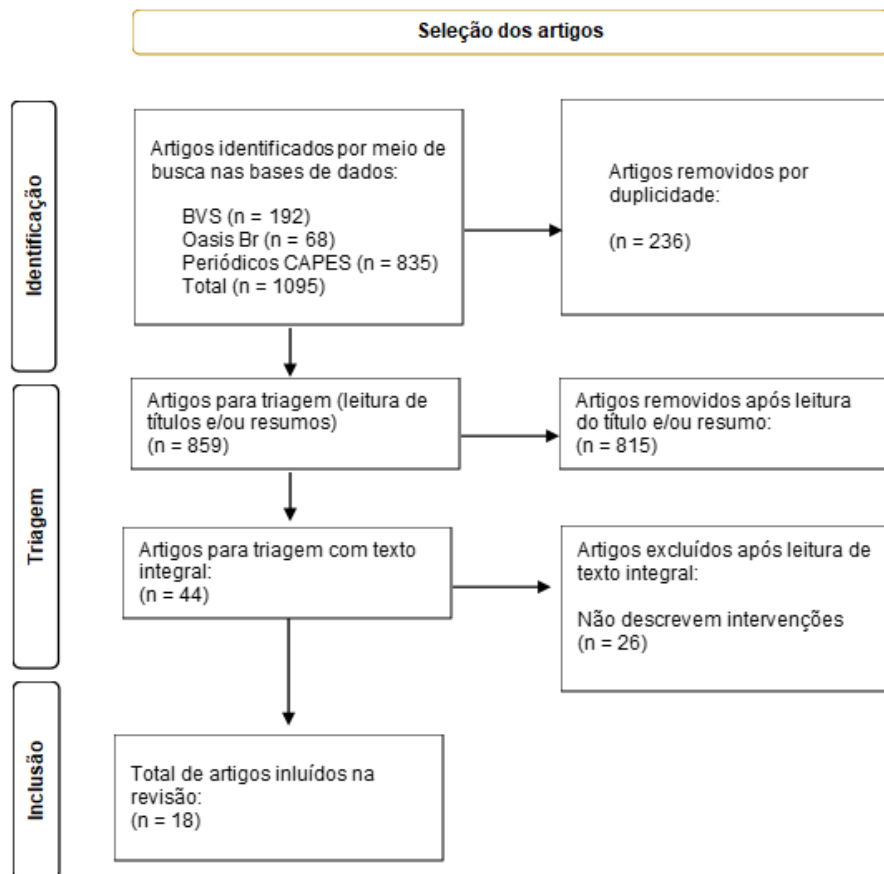 Seleção dos artigos
Identificação
Artigos identificados por meio de
busca nas bases de dados:
BVS (n = 192)
Oasis Br (n = 68)
Periódicos CAPES (n = 835)
Total (n = 1095)
Artigos removidos por
duplicidade:
(n = 236)
Triagem
Artigos para triagem (leitura de
títulos e/ou resumos)
(n = 859)
Artigos removidos após leitura
do título e/ou resumo:
(n = 815)
Artigos para triagem com texto
integral:
(n = 44)
Artigos excluídos após leitura de
texto integral:
Não descrevem intervenções
(n = 26)
Inclusão
Total de artigos inluídos na
revisão:
(n = 18)